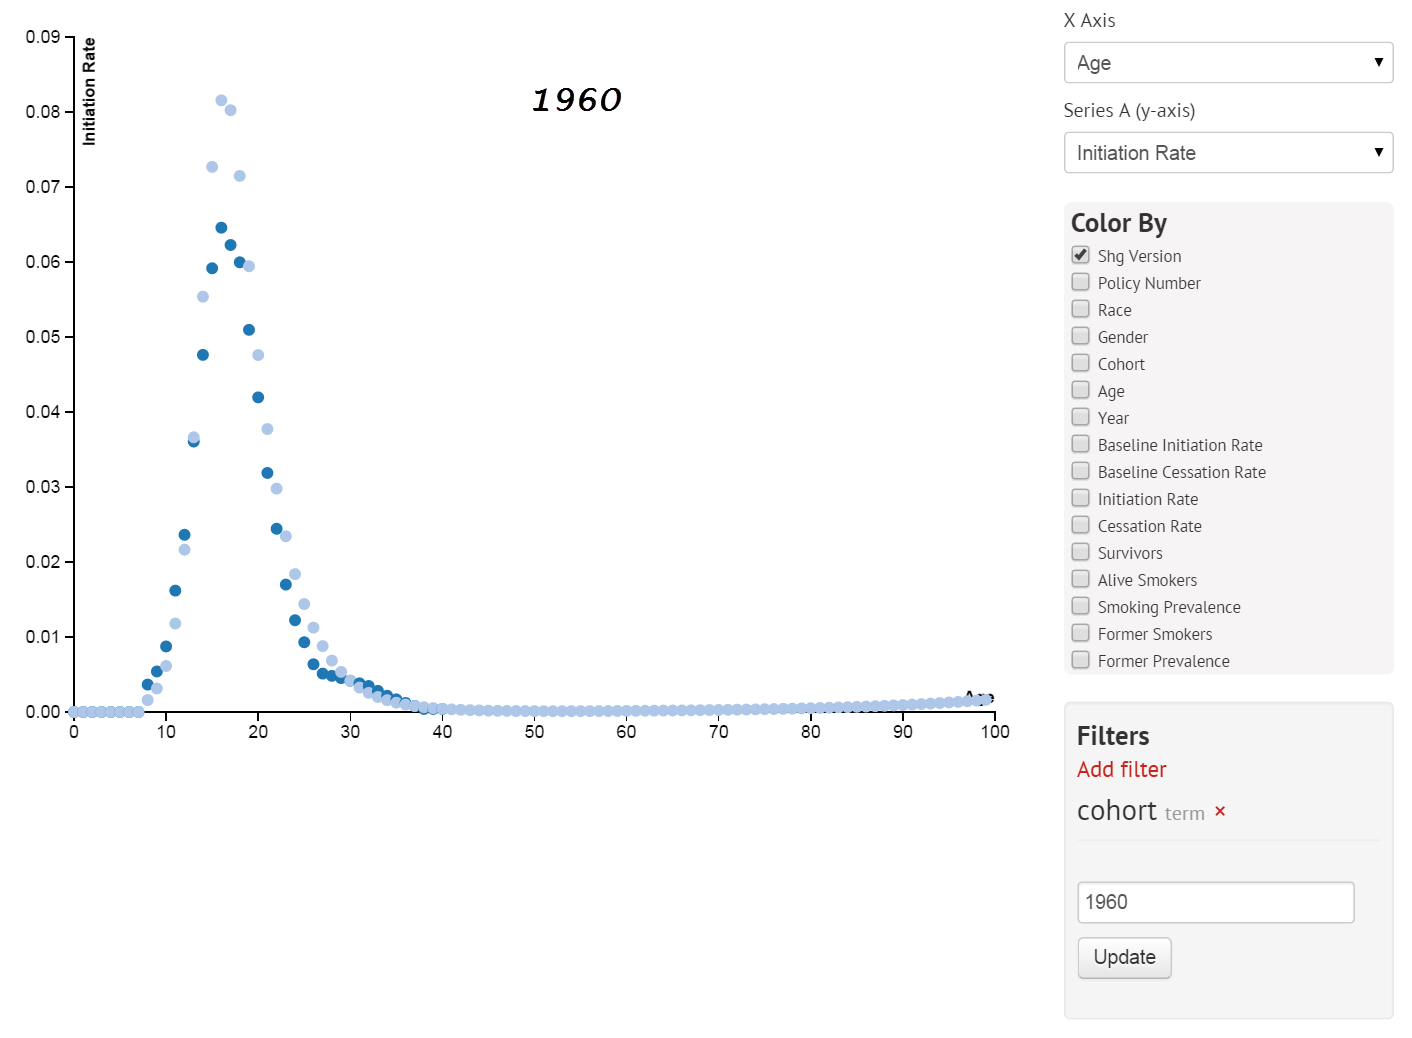 0.09
Initiation Rate
0.08
0.07
0.06
0.05
0.04
0.03
0.02
0.01
0.00
0 10 20 30 40 50 60 70 80 90 100
Age
1960
X Axis
Age
Series A (y-axis)
Initiation Rate
Color By
Shg Version
Policy Number
Race
Gender
Cohort
Age
Year
Baseline Initiation Rate
Baseline Cessation Rate
Initiation Rate
Cessation Rate
Survivors
Alive Smokers
Smoking Prevalence
Former Smokers
Former Prevalence
Filters
Add filter
cohort term ×
1960
Update